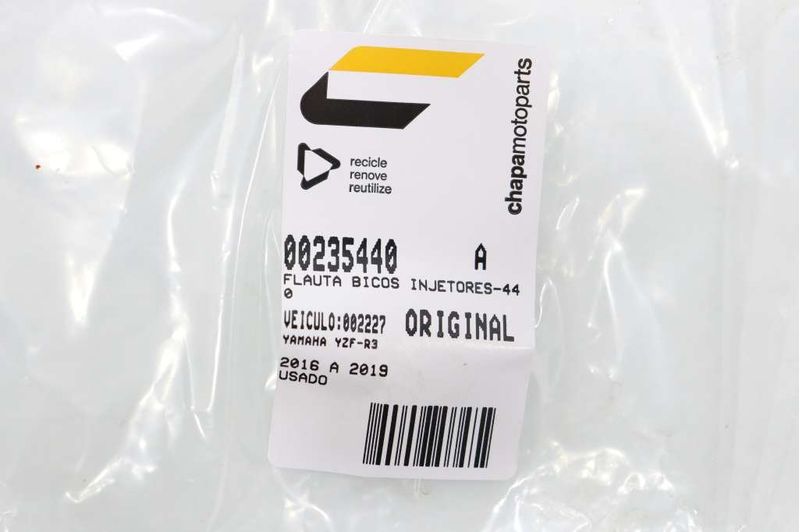 chapamotoparts
recicle
renove
reutilize
00235440 A
FLAUTA BICOS INJETORES-44
0
VEICULO:002227 ORIGINAL
YAMAHA YZF-R3
2016 A 2019
USADO